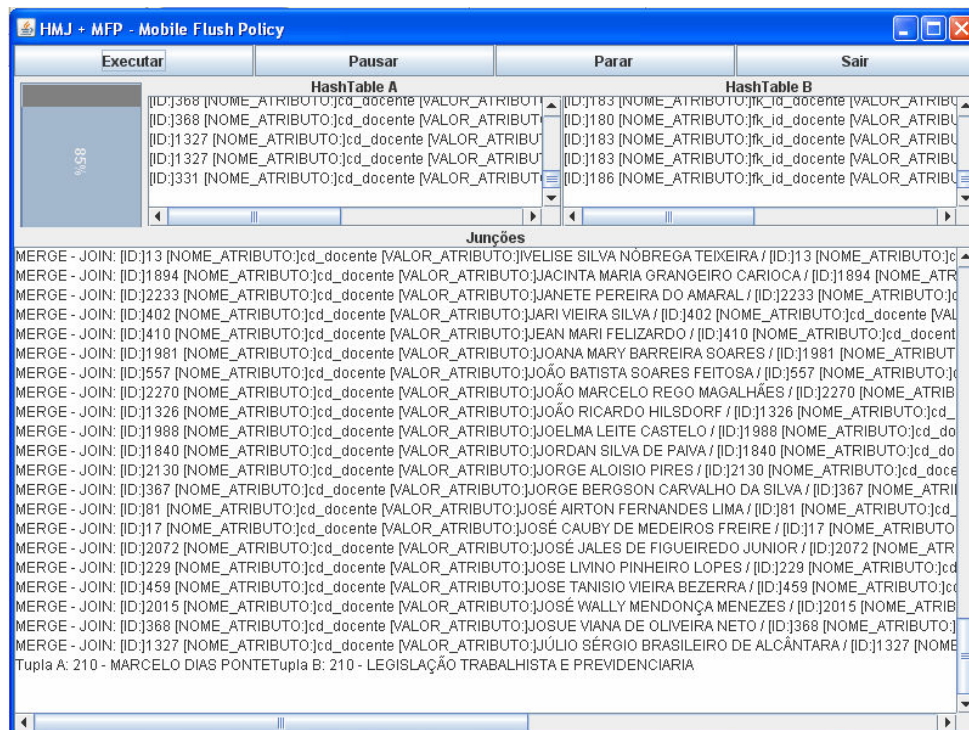 HMJ + MFP - Mobile Flush Policy
Executar Pausar Parar Sair
HashTable A
HashTable B
85%
[ID:]368 [NOME_ATRIBUTO:]cd_docente [VALOR_ATRIBUT
[ID:]368 [NOME_ATRIBUTO:]cd_docente [VALOR_ATRIBUT
[ID:]1327 [NOME_ATRIBUTO:]cd_docente [VALOR_ATRIBU
[ID:]1327 [NOME_ATRIBUTO:]cd_docente [VALOR_ATRIBU
[ID:]331 [NOME_ATRIBUTO:]cd_docente [VALOR_ATRIBUT
[ID:]183 [NOME_ATRIBUTO:]fk_id_docente [VALOR_ATRIBU
[ID:]180 [NOME_ATRIBUTO:]fk_id_docente [VALOR_ATRIBU
[ID:]183 [NOME_ATRIBUTO:]fk_id_docente [VALOR_ATRIBU
[ID:]183 [NOME_ATRIBUTO:]fk_id_docente [VALOR_ATRIBU
[ID:]186 [NOME_ATRIBUTO:]fk_id_docente [VALOR_ATRIBU
Junções
MERGE - JOIN: [ID:]13 [NOME_ATRIBUTO:]cd_docente [VALOR_ATRIBUTO:]IVELISE SILVA NÓBREGA TEIXEIRA / [ID:]13 [NOME_ATRIBUTO:]c
MERGE - JOIN: [ID:]1894 [NOME_ATRIBUTO:]cd_docente [VALOR_ATRIBUTO:]JACINTA MARIA GRANGEIRO CARIOCA / [ID:]1894 [NOME_ATR
MERGE - JOIN: [ID:]2233 [NOME_ATRIBUTO:]cd_docente [VALOR_ATRIBUTO:]JANETE PEREIRA DO AMARAL / [ID:]2233 [NOME_ATRIBUTO:]c
MERGE - JOIN: [ID:]402 [NOME_ATRIBUTO:]cd_docente [VALOR_ATRIBUTO:]JARI VIEIRA SILVA / [ID:]402 [NOME_ATRIBUTO:]cd_docente [VAL
MERGE - JOIN: [ID:]410 [NOME_ATRIBUTO:]cd_docente [VALOR_ATRIBUTO:]JEAN MARI FELIZARDO / [ID:]410 [NOME_ATRIBUTO:]cd_docent
MERGE - JOIN: [ID:]1981 [NOME_ATRIBUTO:]cd_docente [VALOR_ATRIBUTO:]JOANA MARY BARREIRA SOARES / [ID:]1981 [NOME_ATRIBUT
MERGE - JOIN: [ID:]557 [NOME_ATRIBUTO:]cd_docente [VALOR_ATRIBUTO:]JOÃO BATISTA SOARES FEITOSA / [ID:]557 [NOME_ATRIBUTO:]c
MERGE - JOIN: [ID:]2270 [NOME_ATRIBUTO:]cd_docente [VALOR_ATRIBUTO:]JOÃO MARCELO REGO MAGALHÃES / [ID:]2270 [NOME_ATRIB
MERGE - JOIN: [ID:]1326 [NOME_ATRIBUTO:]cd_docente [VALOR_ATRIBUTO:]JOÃO RICARDO HILSDORF / [ID:]1326 [NOME_ATRIBUTO:]cd_
MERGE - JOIN: [ID:]1988 [NOME_ATRIBUTO:]cd_docente [VALOR_ATRIBUTO:]JOELMA LEITE CASTELO / [ID:]1988 [NOME_ATRIBUTO:]cd_do
MERGE - JOIN: [ID:]1840 [NOME_ATRIBUTO:]cd_docente [VALOR_ATRIBUTO:]JORDAN SILVA DE PAIVA / [ID:]1840 [NOME_ATRIBUTO:]cd_do
MERGE - JOIN: [ID:]2130 [NOME_ATRIBUTO:]cd_docente [VALOR_ATRIBUTO:]JORGE ALOISIO PIRES / [ID:]2130 [NOME_ATRIBUTO:]cd_doce
MERGE - JOIN: [ID:]367 [NOME_ATRIBUTO:]cd_docente [VALOR_ATRIBUTO:]JORGE BERGSON CARVALHO DA SILVA / [ID:]367 [NOME_ATRI
MERGE - JOIN: [ID:]81 [NOME_ATRIBUTO:]cd_docente [VALOR_ATRIBUTO:]JOSÉ AIRTON FERNANDES LIMA / [ID:]81 [NOME_ATRIBUTO:]cd
MERGE - JOIN: [ID:]17 [NOME_ATRIBUTO:]cd_docente [VALOR_ATRIBUTO:]JOSÉ CAUBY DE MEDEIROS FREIRE / [ID:]17 [NOME_ATRIBUTO
MERGE - JOIN: [ID:]2072 [NOME_ATRIBUTO:]cd_docente [VALOR_ATRIBUTO:]JOSÉ JALES DE FIGUEIREDO JUNIOR / [ID:]2072 [NOME_ATR
MERGE - JOIN: [ID:]229 [NOME_ATRIBUTO:]cd_docente [VALOR_ATRIBUTO:]JOSE LIVINO PINHEIRO LOPES / [ID:]229 [NOME_ATRIBUTO:]cd
MERGE - JOIN: [ID:]459 [NOME_ATRIBUTO:]cd_docente [VALOR_ATRIBUTO:]JOSE TANISIO VIEIRA BEZERRA / [ID:]459 [NOME_ATRIBUTO:]cd
MERGE - JOIN: [ID:]2015 [NOME_ATRIBUTO:]cd_docente [VALOR_ATRIBUTO:]JOSÉ WALLY MENDONÇA MENEZES / [ID:]2015 [NOME_ATRIB
MERGE - JOIN: [ID:]368 [NOME_ATRIBUTO:]cd_docente [VALOR_ATRIBUTO:]JOSUE VIANA DE OLIVEIRA NETO / [ID:]368 [NOME_ATRIBUTO:]
MERGE - JOIN: [ID:]1327 [NOME_ATRIBUTO:]cd_docente [VALOR_ATRIBUTO:]JÚLIO SÉRGIO BRASILEIRO DE ALCÂNTARA / [ID:]1327 [NOME
Tupla A: 210 - MARCELO DIAS PONTETupla B: 210 - LEGISLAÇÃO TRABALHISTA E PREVIDENCIARIA